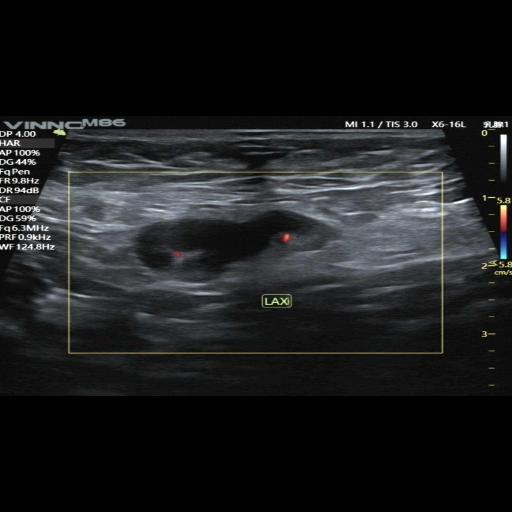 VINNO M86
MI 1.1 / TIS 3.0 X6-16L
DP 4.00
HAR
AP 100%
DG 44%
Fq Pen
FR 9.8Hz
DR 94dB
CF
AP 100%
DG 59%
Fq 6.3MHz
PRF 0.9kHz
WF 124.8Hz
0
1
2
3
5.8
-5.8
cm/s
LAX